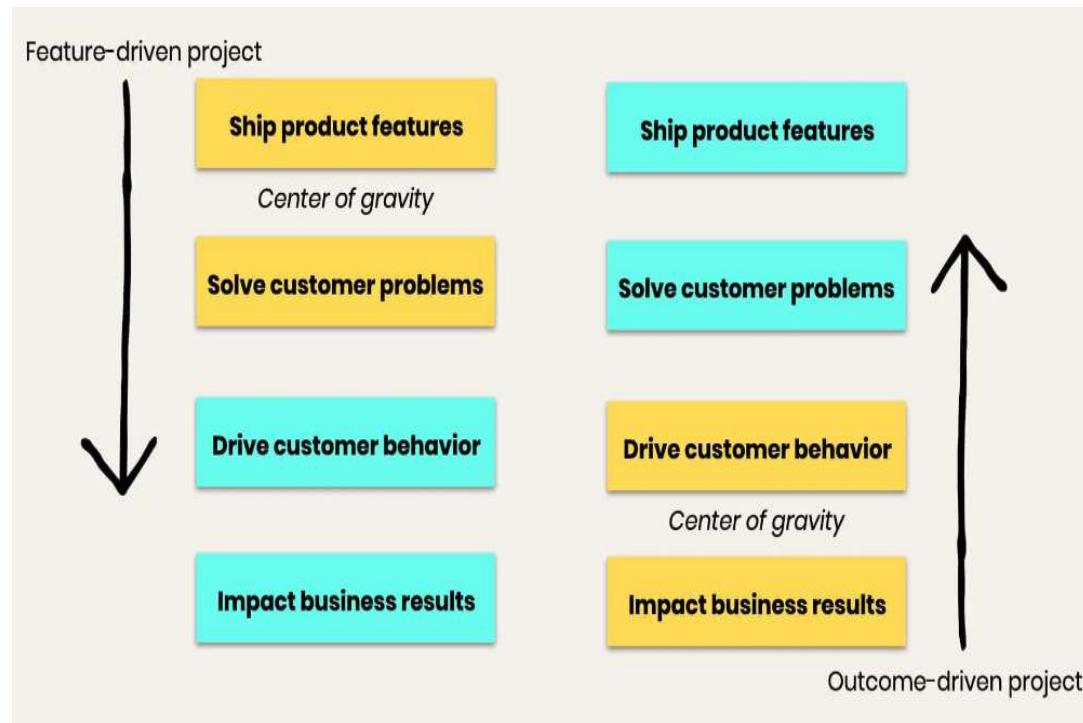 Feature-driven project
Ship product features
Center of gravity
Solve customer problems
Drive customer behavior
Impact business results
Ship product features
Solve customer problems
Drive customer behavior
Center of gravity
Impact business results
Outcome-driven project